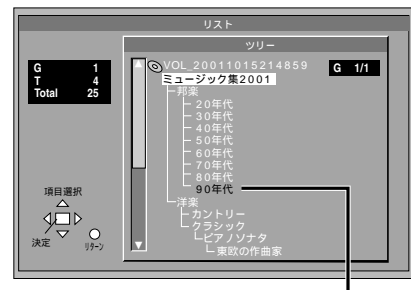 リスト
ツリー
VOL_20011015214859
G 1/1
G 1
T 4
Total 25
ミュージック集2001
邦楽
20年代
30年代
40年代
50年代
60年代
70年代
80年代
90年代
洋楽
カントリー
クラシック
ピアノソナタ
東欧の作曲家
項目選択
決定
リターン